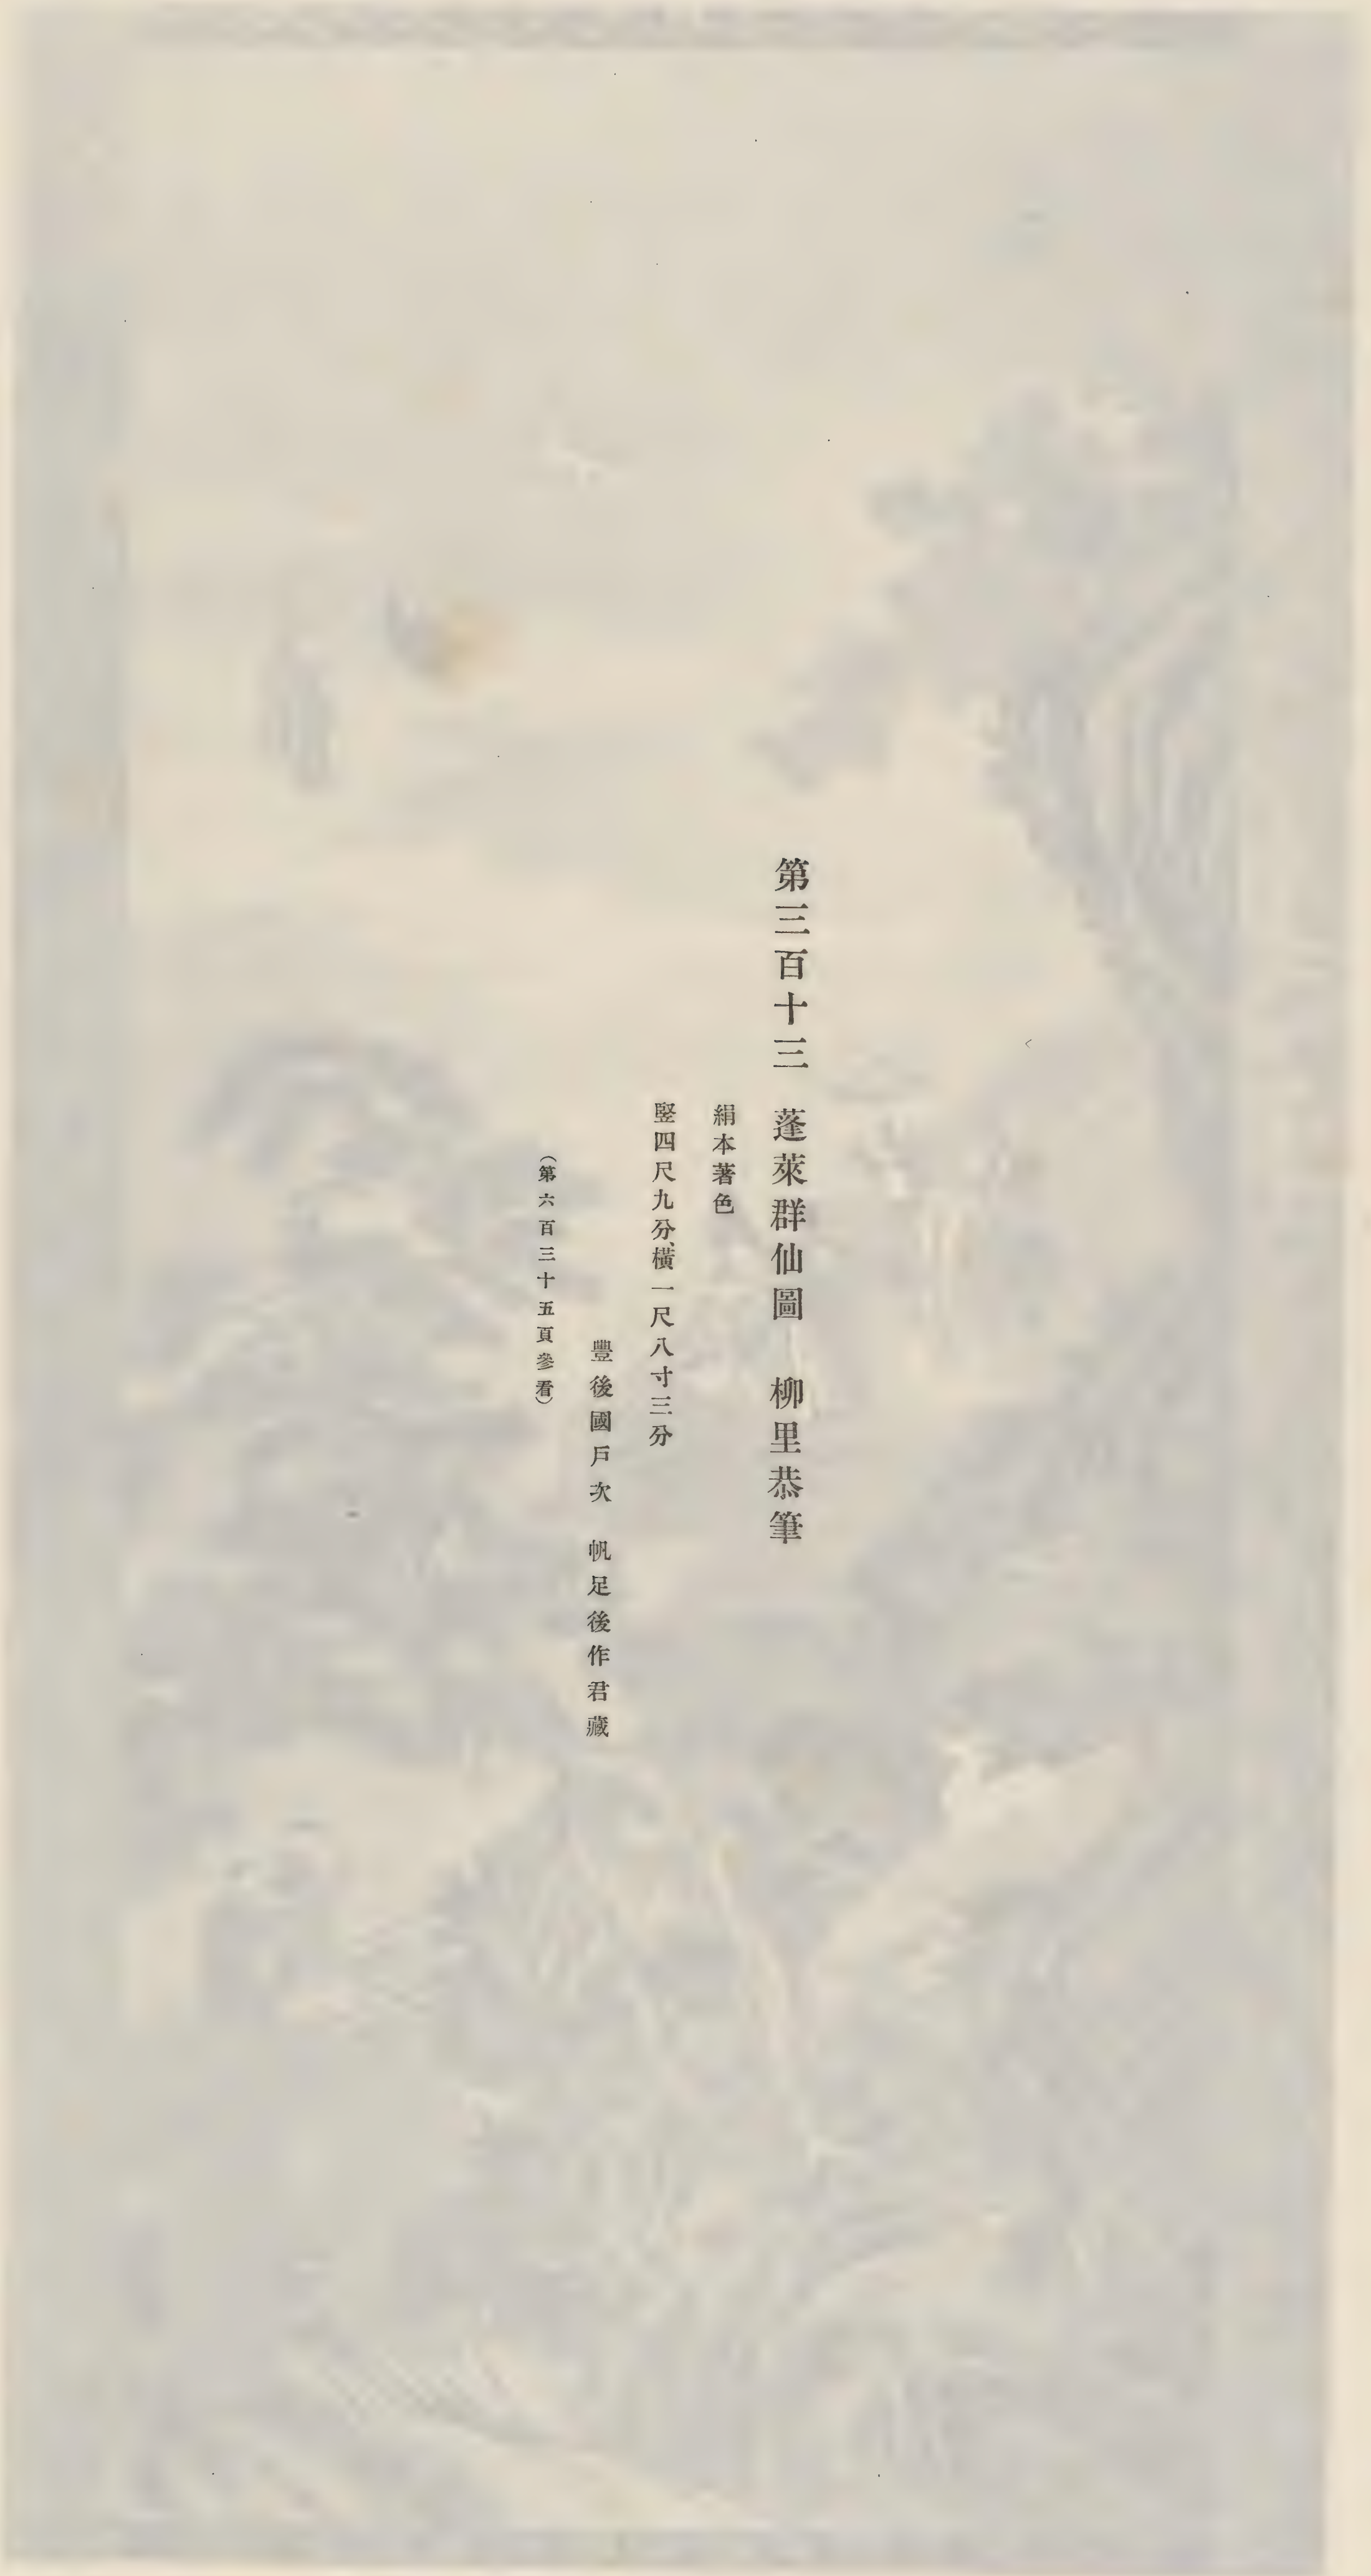 第三百十三　蓬萊群仙圖　柳里恭筆
絹本著色
竪四尺九分、橫一尺八寸三分
豐後國戶次　帆足後作君藏
（第六百三十五頁參看）